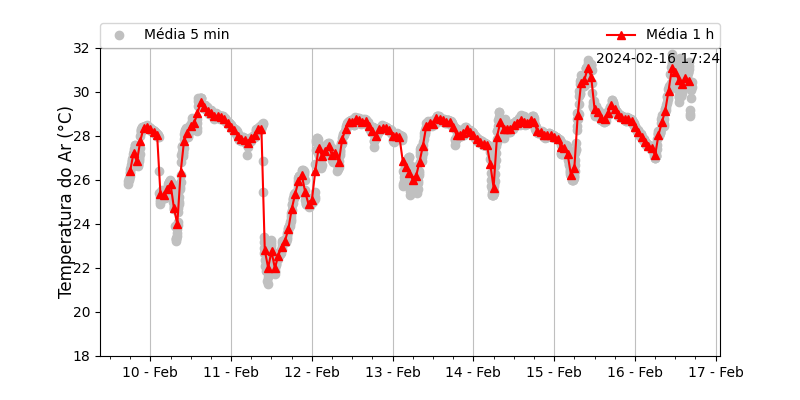 Média 5 min
Média 1 h
2024-02-16 17:24
Temperatura do Ar (°C)
32
30
28
26
24
22
20
18
10 - Feb
11 - Feb
12 - Feb
13 - Feb
14 - Feb
15 - Feb
16 - Feb
17 - Feb